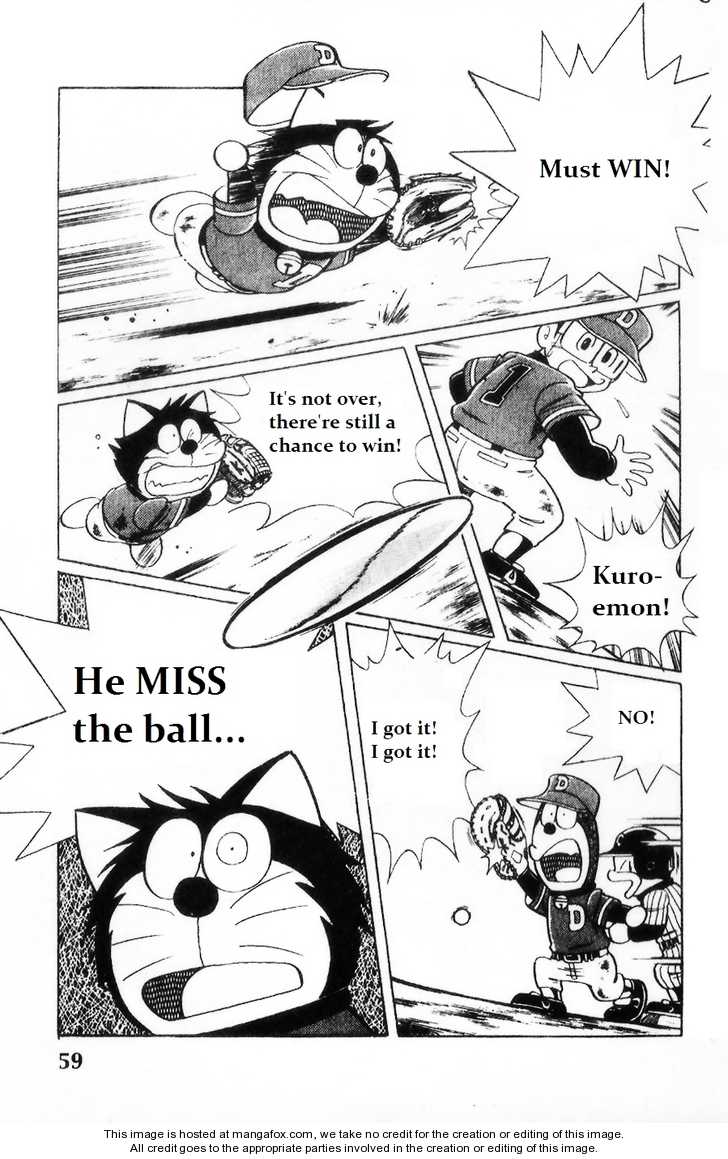 D
Must WIN!
D
1
It's not over,
there're still a
chance to win!
Kuro-
emon!
He MISS
the ball...
I got it!
I got it!
NO!
D
D
59
This image is hosted at mangafox.com, we take no credit for the creation or editing of this image.
All credit goes to the appropriate parties involved in the creation or editing of this image.